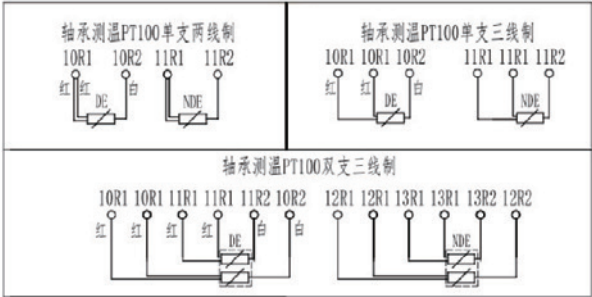 轴承测温PT100单支两线制
10R1 10R2 11R1 11R2
红 红 DE 白 NDE
轴承测温PT100单支三线制
10R1 10R1 10R2 11R1 11R1 11R2
红 红 DE 白 NDE
轴承测温PT100双支三线制
10R1 10R1 11R1 11R1 11R2 10R2 12R1 12R1 13R1 13R1 13R2 12R2
红 红 红 红 DE 白 白 NDE